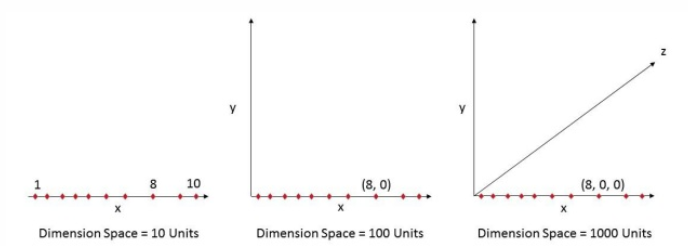 y
1 8 10
x
Dimension Space = 10 Units
y
(8, 0)
x
Dimension Space = 100 Units
z
y
(8, 0, 0)
x
Dimension Space = 1000 Units